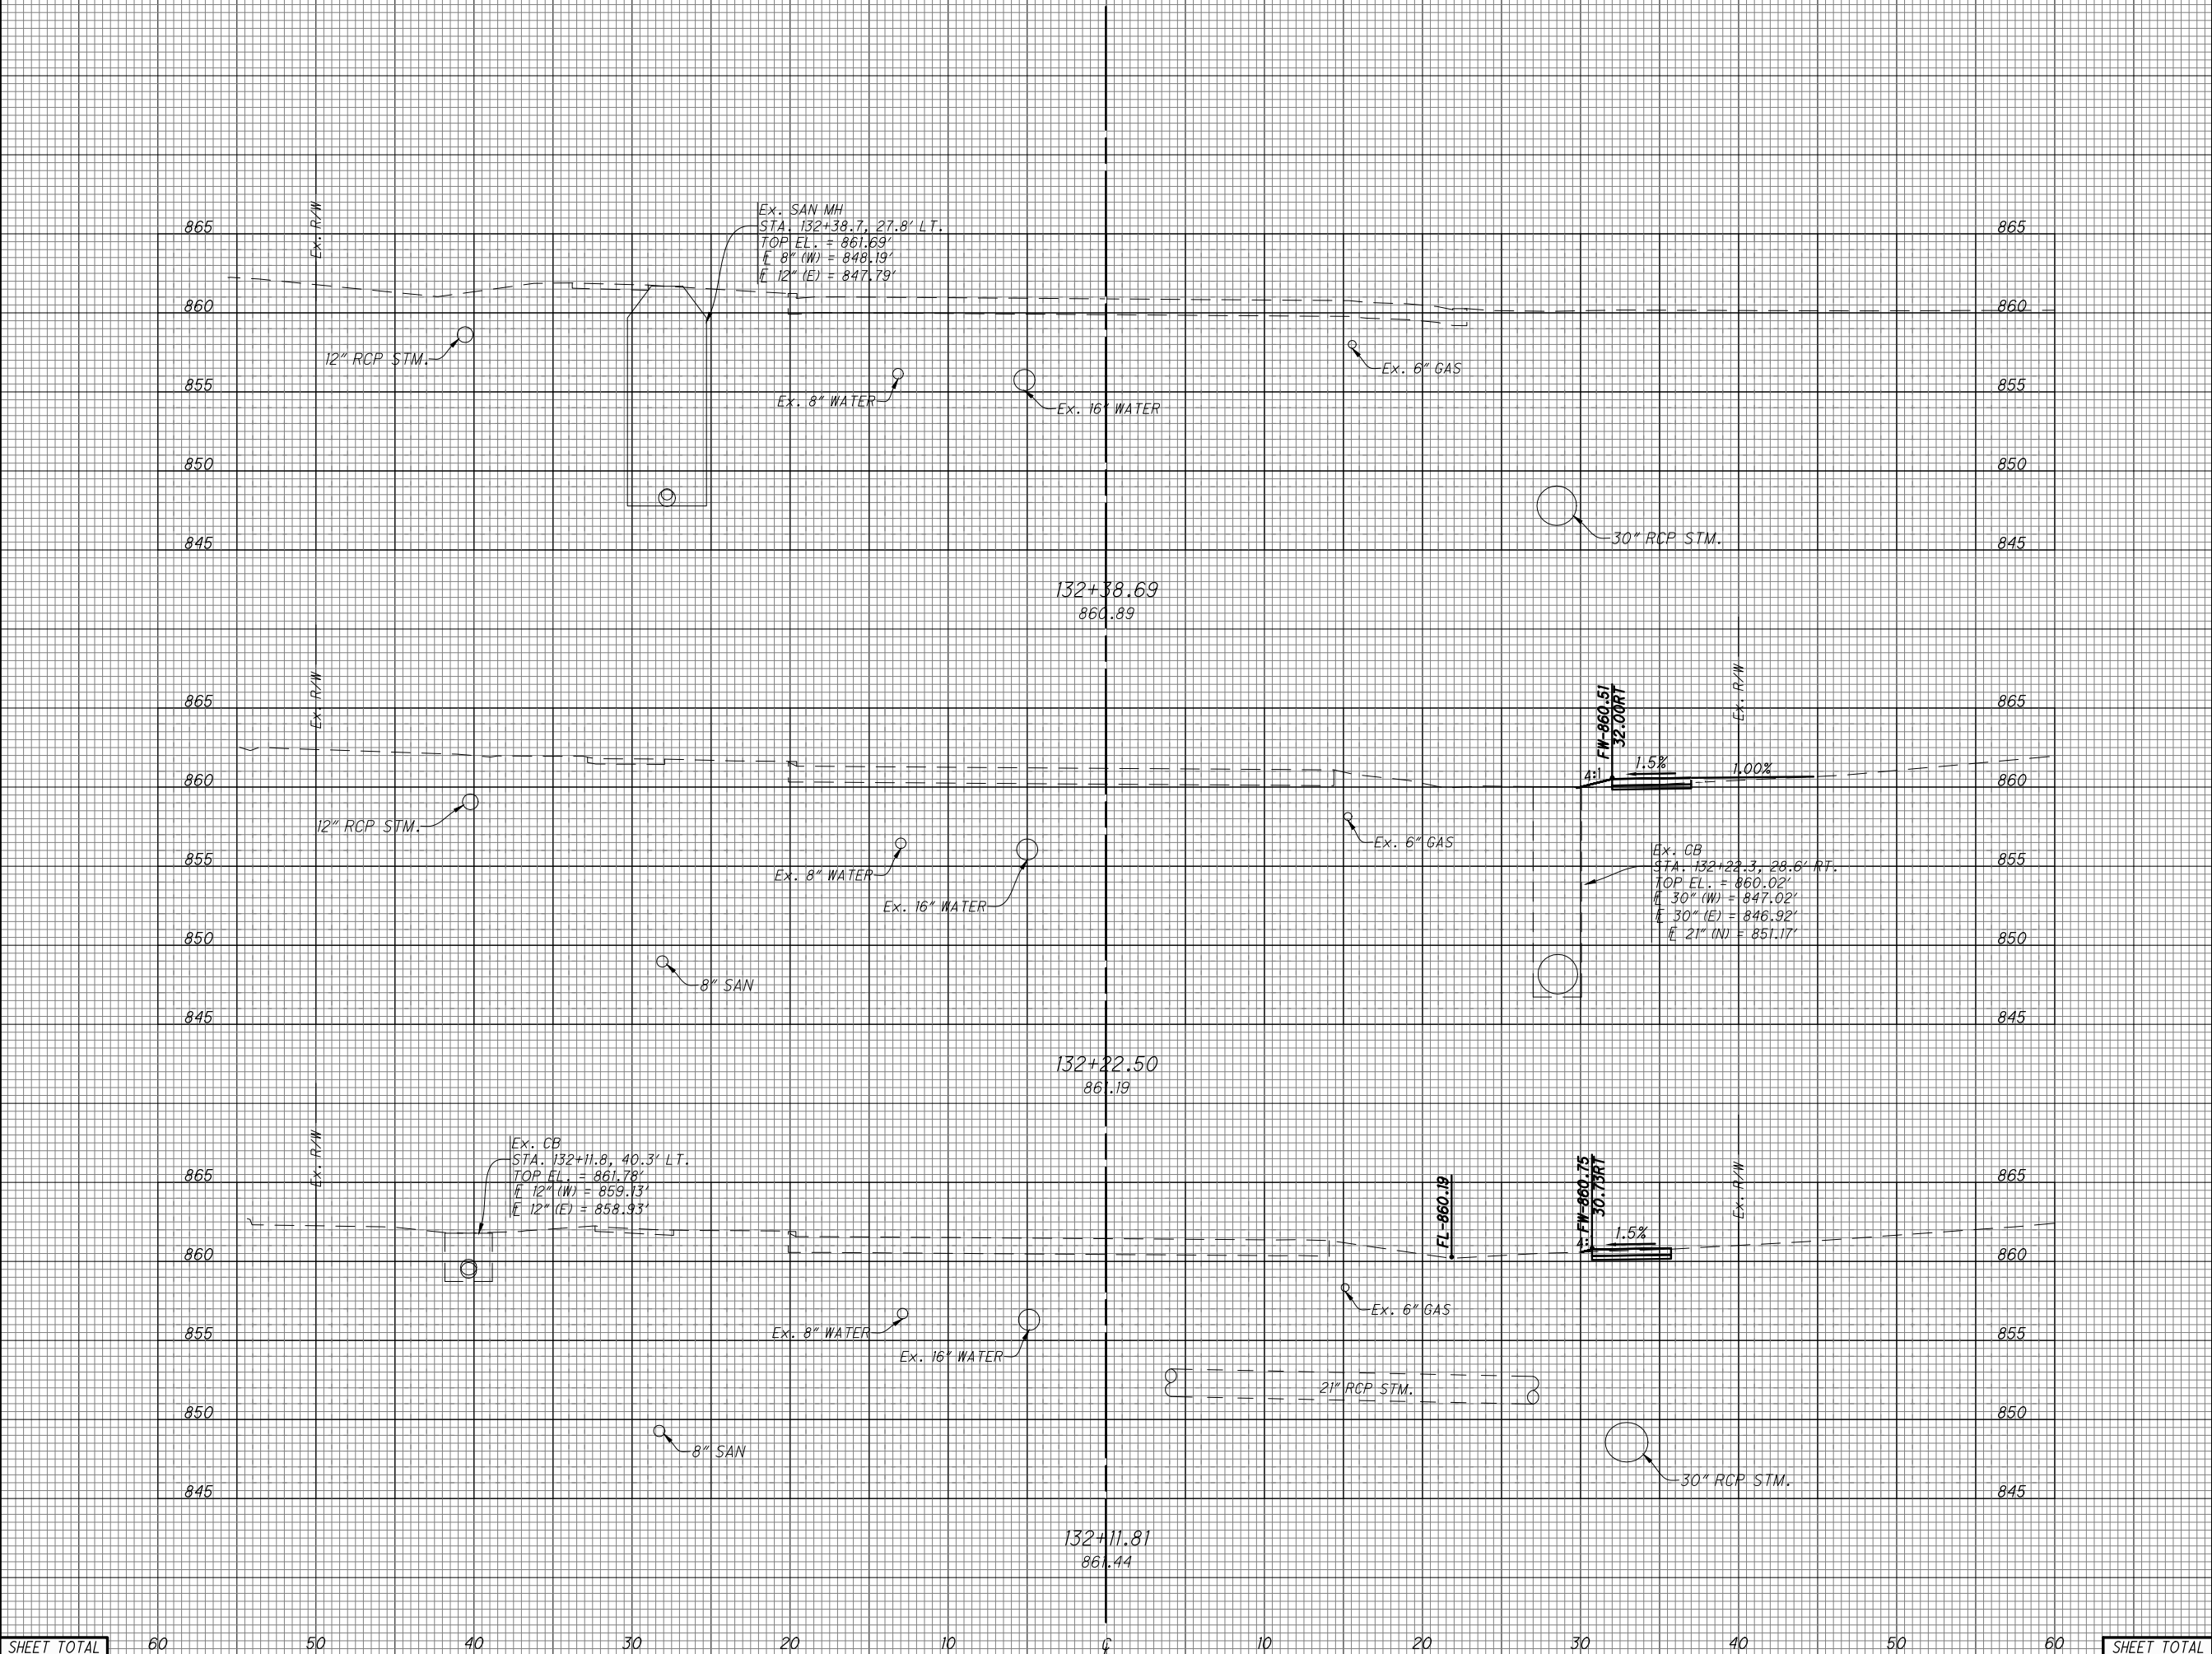 Ex. R/W
Ex. SAN MH
STA. 132+38.7, 27.8' LT.
TOP EL. = 861.69'
℄ 8" (W) = 848.19'
℄ 12" (E) = 847.79'
865 865
860 860
12" RCP STM.
Ex. 6" GAS
855 855
Ex. 8" WATER
Ex. 16" WATER
850 850
30" RCP STM.
845 845
132+38.69
860.89
Ex. R/W
Ex. R/W
FW-860.51
32.00RT
865 865
4:1
1.5%
1.00%
860 860
12" RCP STM.
Ex. 6" GAS
Ex. CB
STA. 132+22.3, 28.6' RT.
TOP EL. = 860.02'
℄ 30" (W) = 847.02'
℄ 30" (E) = 846.92'
℄ 21" (N) = 851.17'
855 855
Ex. 8" WATER
Ex. 16" WATER
850 850
8" SAN
845 845
132+22.50
861.19
Ex. R/W
Ex. CB
STA. 132+11.8, 40.3' LT.
TOP EL. = 861.78'
℄ 12" (W) = 859.13'
℄ 12" (E) = 858.93'
FL-860.19
FW-860.75
30.73RT
Ex. R/W
865 865
1.5%
860 860
Ex. 6" GAS
855 855
Ex. 8" WATER
Ex. 16" WATER
21" RCP STM.
850 850
8" SAN
30" RCP STM.
845 845
132+11.81
861.44
SHEET TOTAL 60 50 40 30 20 10 ℄ 10 20 30 40 50 60 SHEET TOTAL